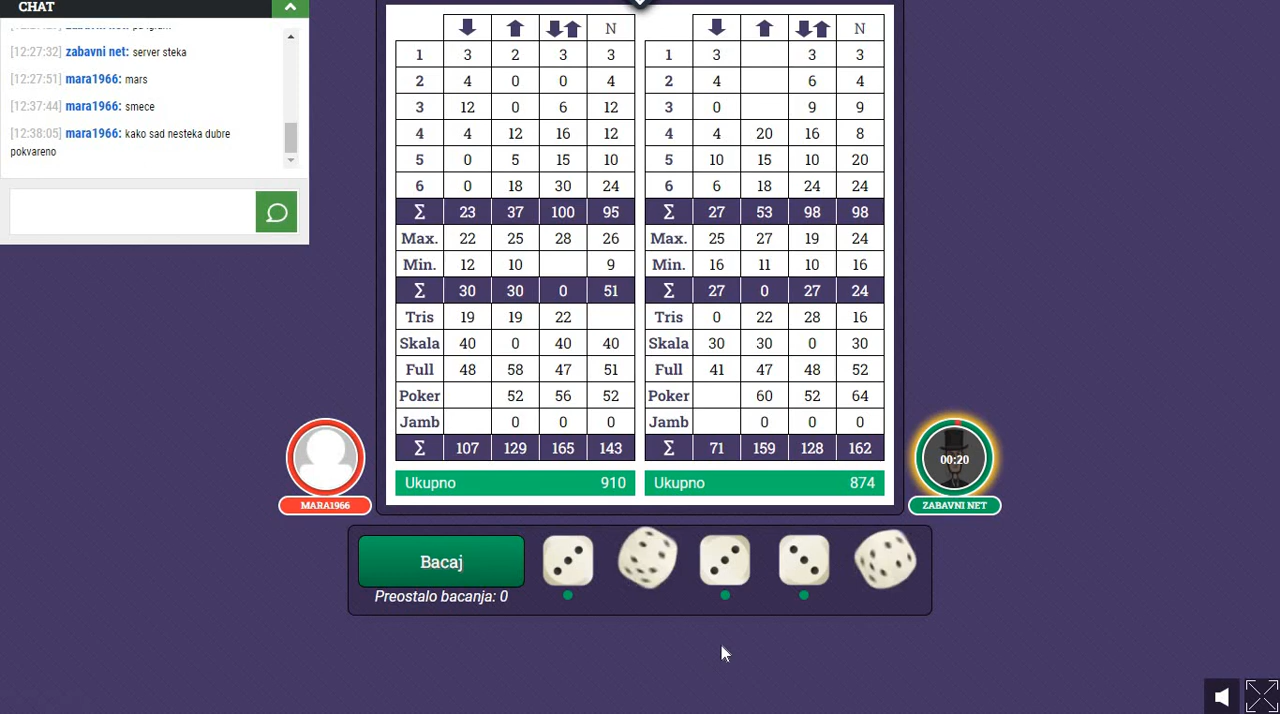 CHAT
[12:27:32] zabavni net: server steka
[12:27:51] mara1966: mars
[12:37:44] mara1966: smece
[12:38:05] mara1966: kako sad nesteka dubre
pokvareno
N
1 3 2 3 3
2 4 0 0 4
3 12 0 6 12
4 4 12 16 12
5 0 5 15 10
6 0 18 30 24
Σ 23 37 100 95
Max. 22 25 28 26
Min. 12 10 9
Σ 30 30 0 51
Tris 19 19 22
Skala 40 0 40 40
Full 48 58 47 51
Poker 52 56 52
Jamb 0 0 0
Σ 107 129 165 143
Ukupno 910
N
1 3 3 3
2 4 6 4
3 0 9 9
4 4 20 16 8
5 10 15 10 20
6 6 18 24 24
Σ 27 53 98 98
Max. 25 27 19 24
Min. 16 11 10 16
Σ 27 0 27 24
Tris 0 22 28 16
Skala 30 30 0 30
Full 41 47 48 52
Poker 60 52 64
Jamb 0 0 0
Σ 71 159 128 162
Ukupno 874
MARA1966
00:20
ZABAVNI NET
Bacaj
Preostalo bacanja: 0